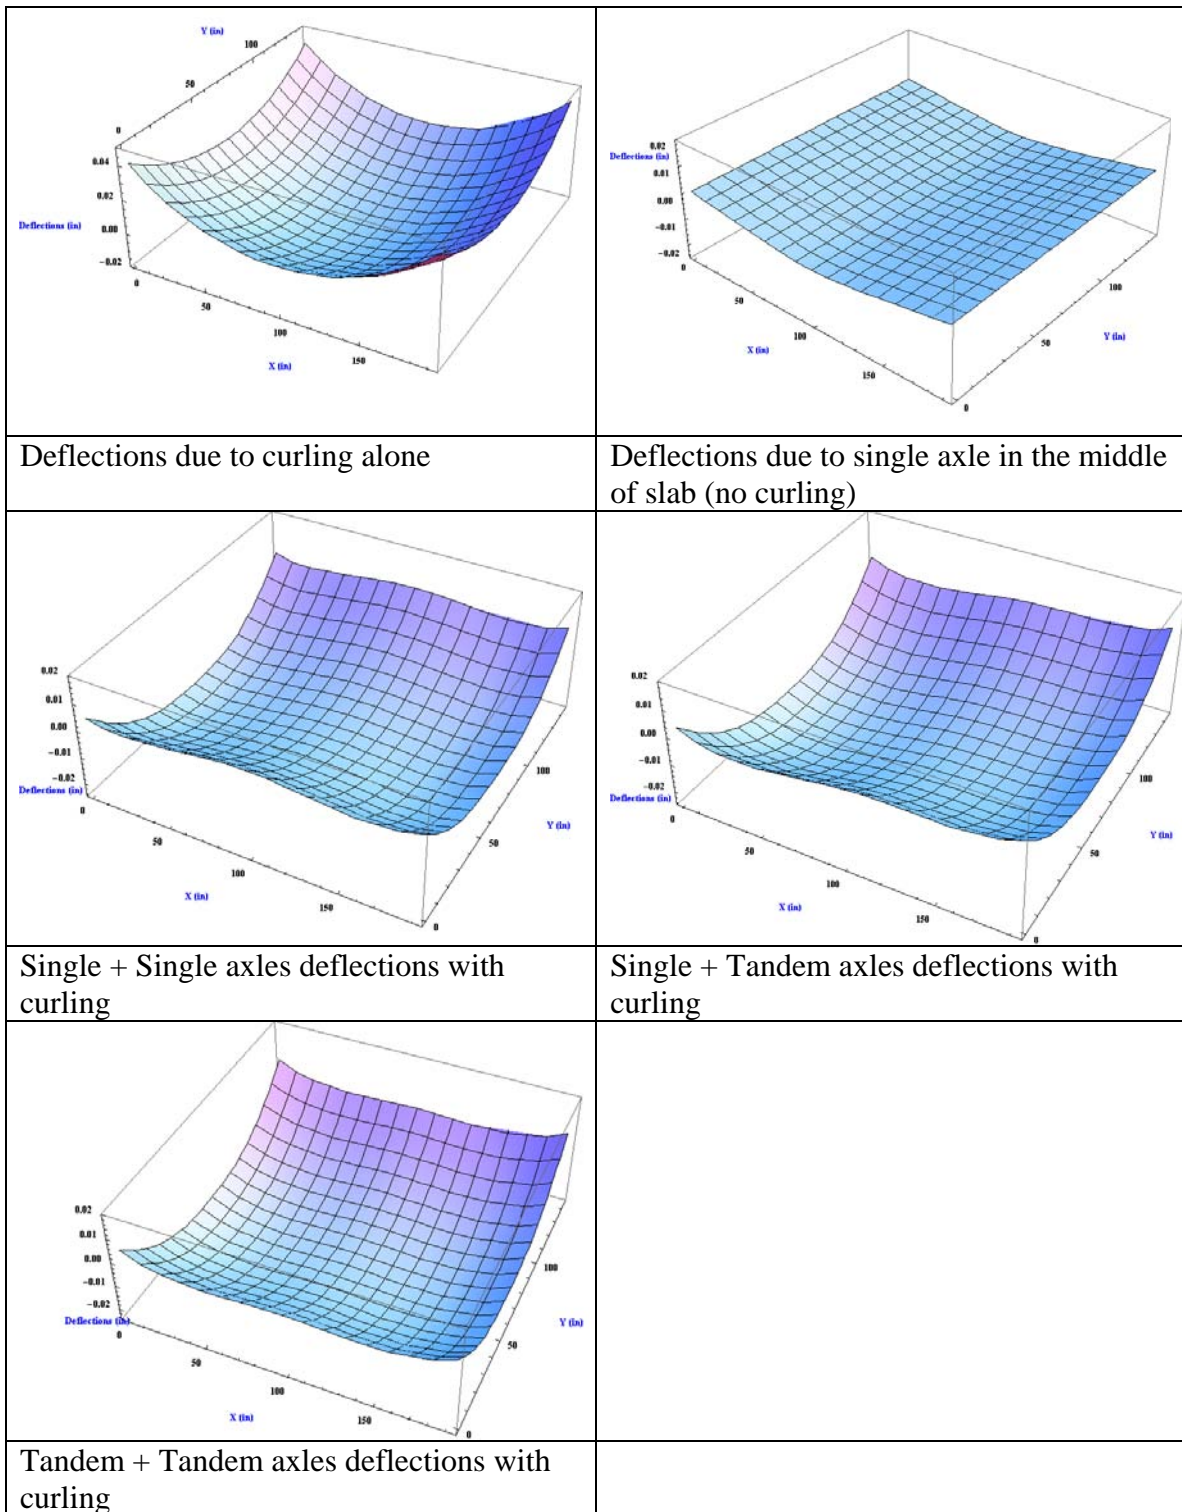 Y (in)
100
50
0
0.04
0.02
Deflections (in)
0.00
−0.02
0
50
100
X (in)
150
0.02
Deflections (in)
0.01
0.00
−0.01
−0.02
0
50
100
X (in)
150
100
Y (in)
50
0
Deflections due to curling alone
Deflections due to single axle in the middle
of slab (no curling)
0.02
0.01
0.00
−0.01
−0.02
Deflections (in)
0
50
100
X (in)
150
100
Y (in)
50
0
0.02
0.01
0.00
−0.01
−0.02
Deflections (in)
0
50
100
X (in)
150
100
Y (in)
50
0
Single + Single axles deflections with
curling
Single + Tandem axles deflections with
curling
0.02
0.01
0.00
−0.01
−0.02
Deflections (in)
0
50
100
X (in)
150
100
Y (in)
50
0
Tandem + Tandem axles deflections with
curling